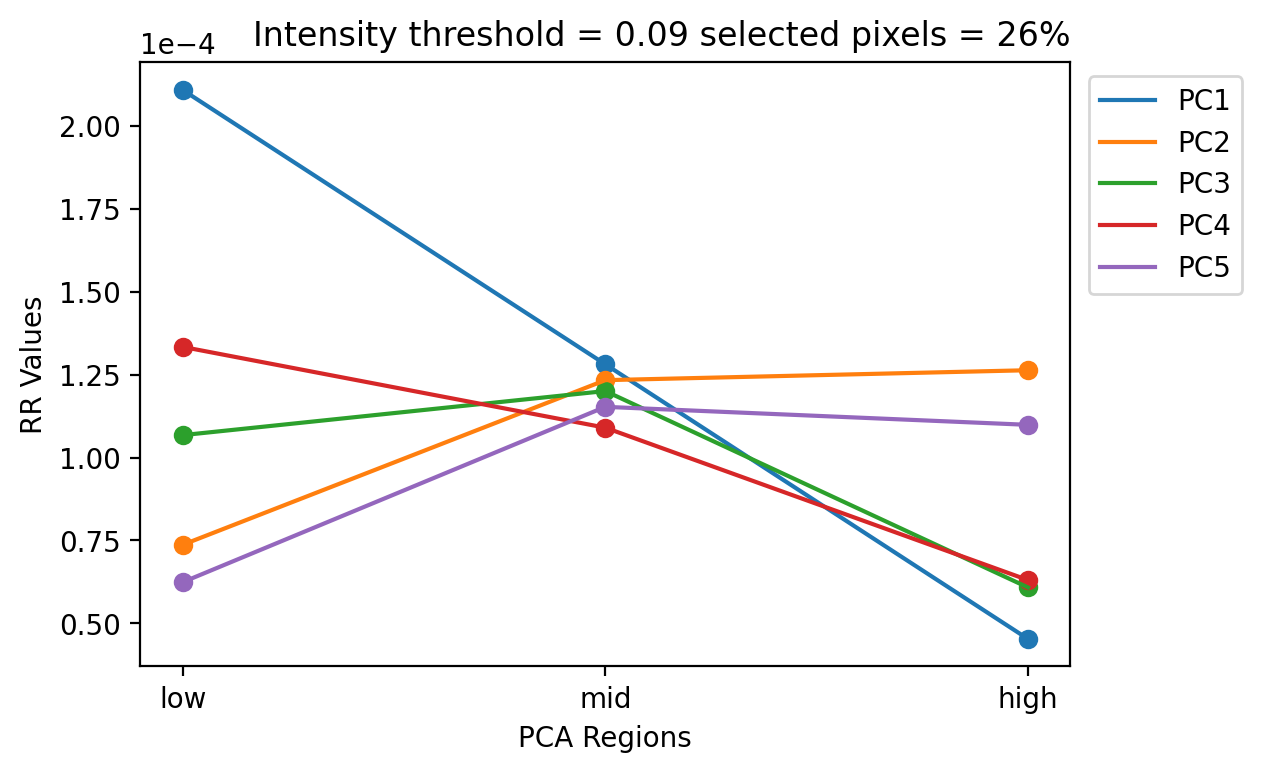 Intensity threshold = 0.09 selected pixels = 26%
1e−4
2.00
1.75
1.50
1.25
1.00
0.75
0.50
RR Values
low mid high
PCA Regions
PC1
PC2
PC3
PC4
PC5